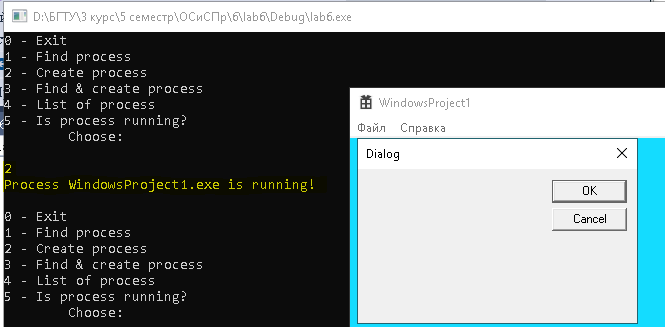 D:\БГТУ\3 курс\5 семестр\ОСиСПр\6\lab6\Debug\lab6.exe
0 - Exit
1 - Find process
2 - Create process
3 - Find & create process
4 - List of process
5 - Is process running?
Choose:
2
Process WindowsProject1.exe is running!
0 - Exit
1 - Find process
2 - Create process
3 - Find & create process
4 - List of process
5 - Is process running?
Choose:
WindowsProject1
Файл Справка
Dialog
OK
Cancel